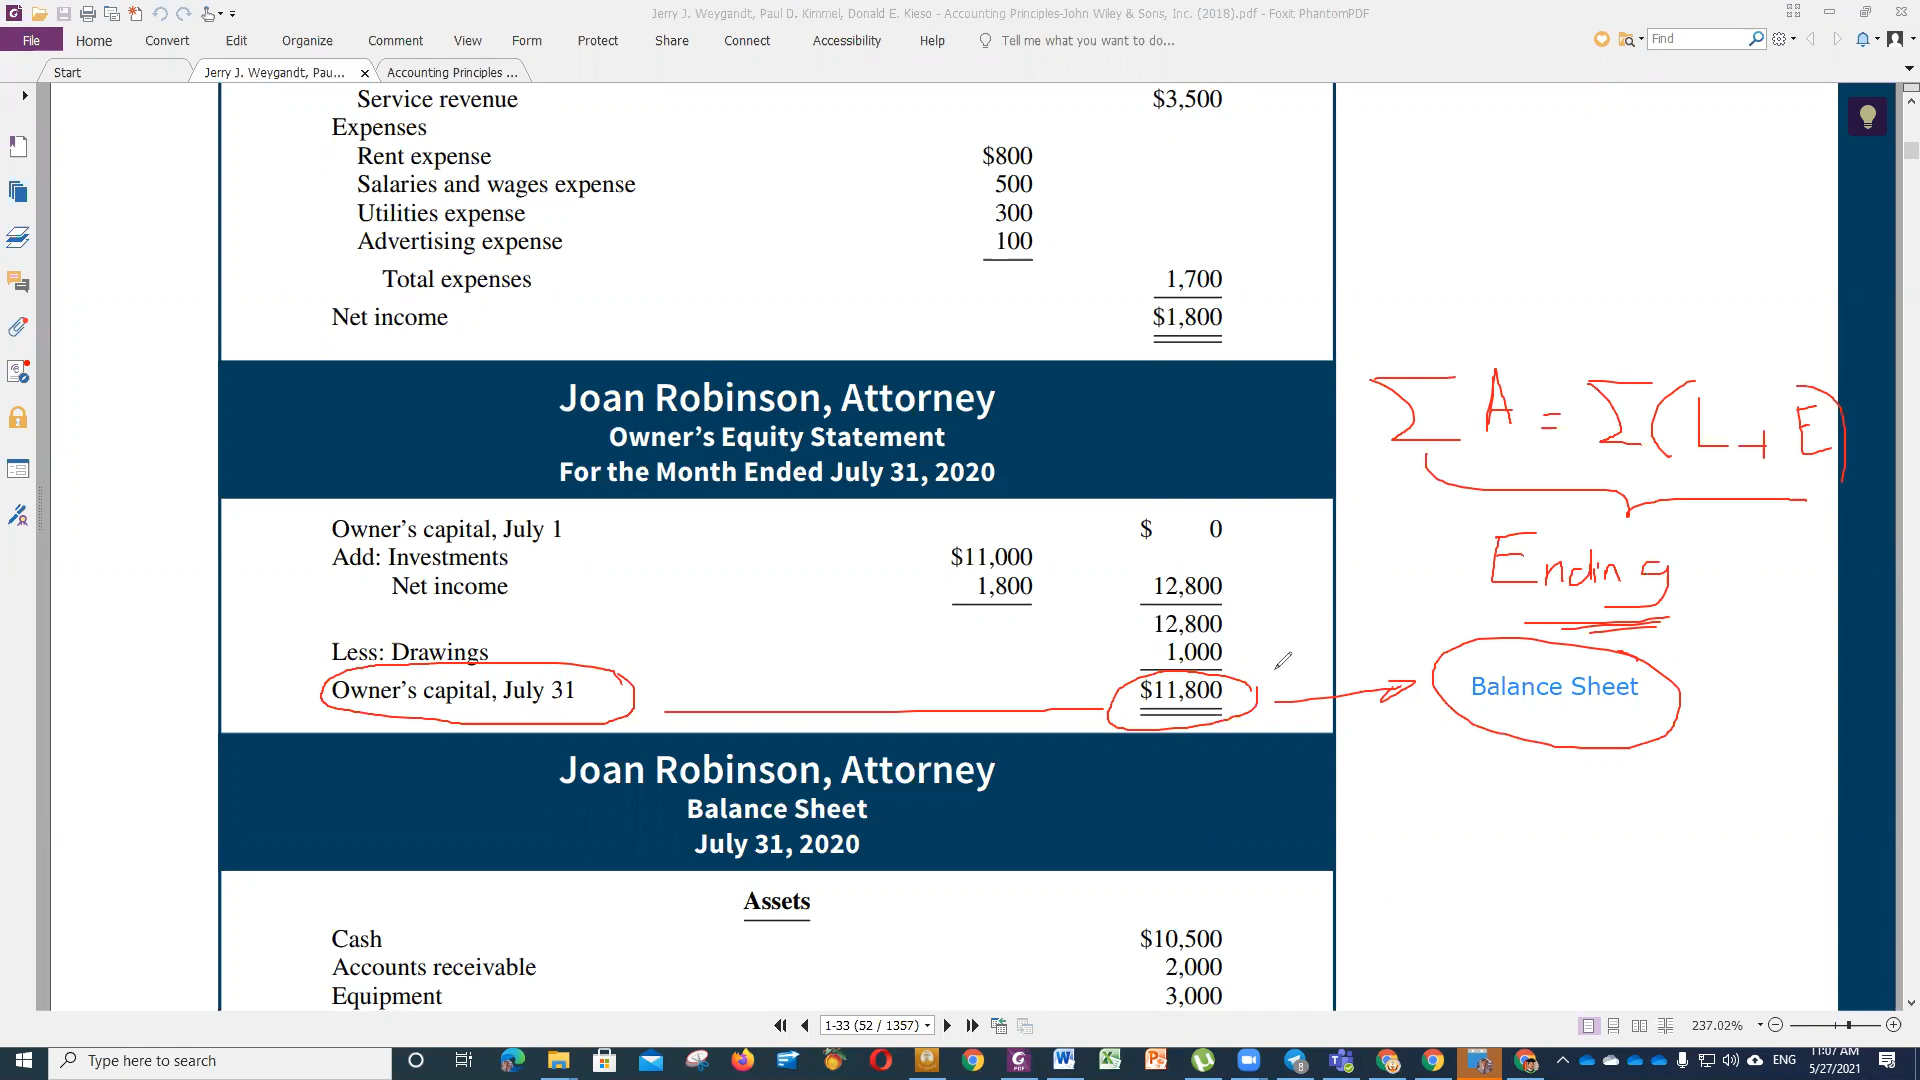 Jerry J. Weygandt, Paul D. Kimmel, Donald E. Kieso - Accounting Principles-John Wiley & Sons, Inc. (2018).pdf - Foxit PhantomPDF
File Home Convert Edit Organize Comment View Form Protect Share Connect Accessibility Help Tell me what you want to do... Find
Start Jerry J. Weygandt, Pau... Accounting Principles ...
Service revenue $3,500
Expenses
Rent expense $800
Salaries and wages expense 500
Utilities expense 300
Advertising expense 100
Total expenses 1,700
Net income $1,800
Joan Robinson, Attorney
Owner's Equity Statement
For the Month Ended July 31, 2020
∑ A = ∑ (L + E)
Ending
Owner's capital, July 1 $ 0
Add: Investments $11,000
Net income 1,800 12,800
12,800
Less: Drawings 1,000
Owner's capital, July 31 $11,800
Balance Sheet
Joan Robinson, Attorney
Balance Sheet
July 31, 2020
Assets
Cash $10,500
Accounts receivable 2,000
Equipment 3,000
1-33 (52 / 1357) 237.02%
Type here to search
ENG
11:07 AM
5/27/2021